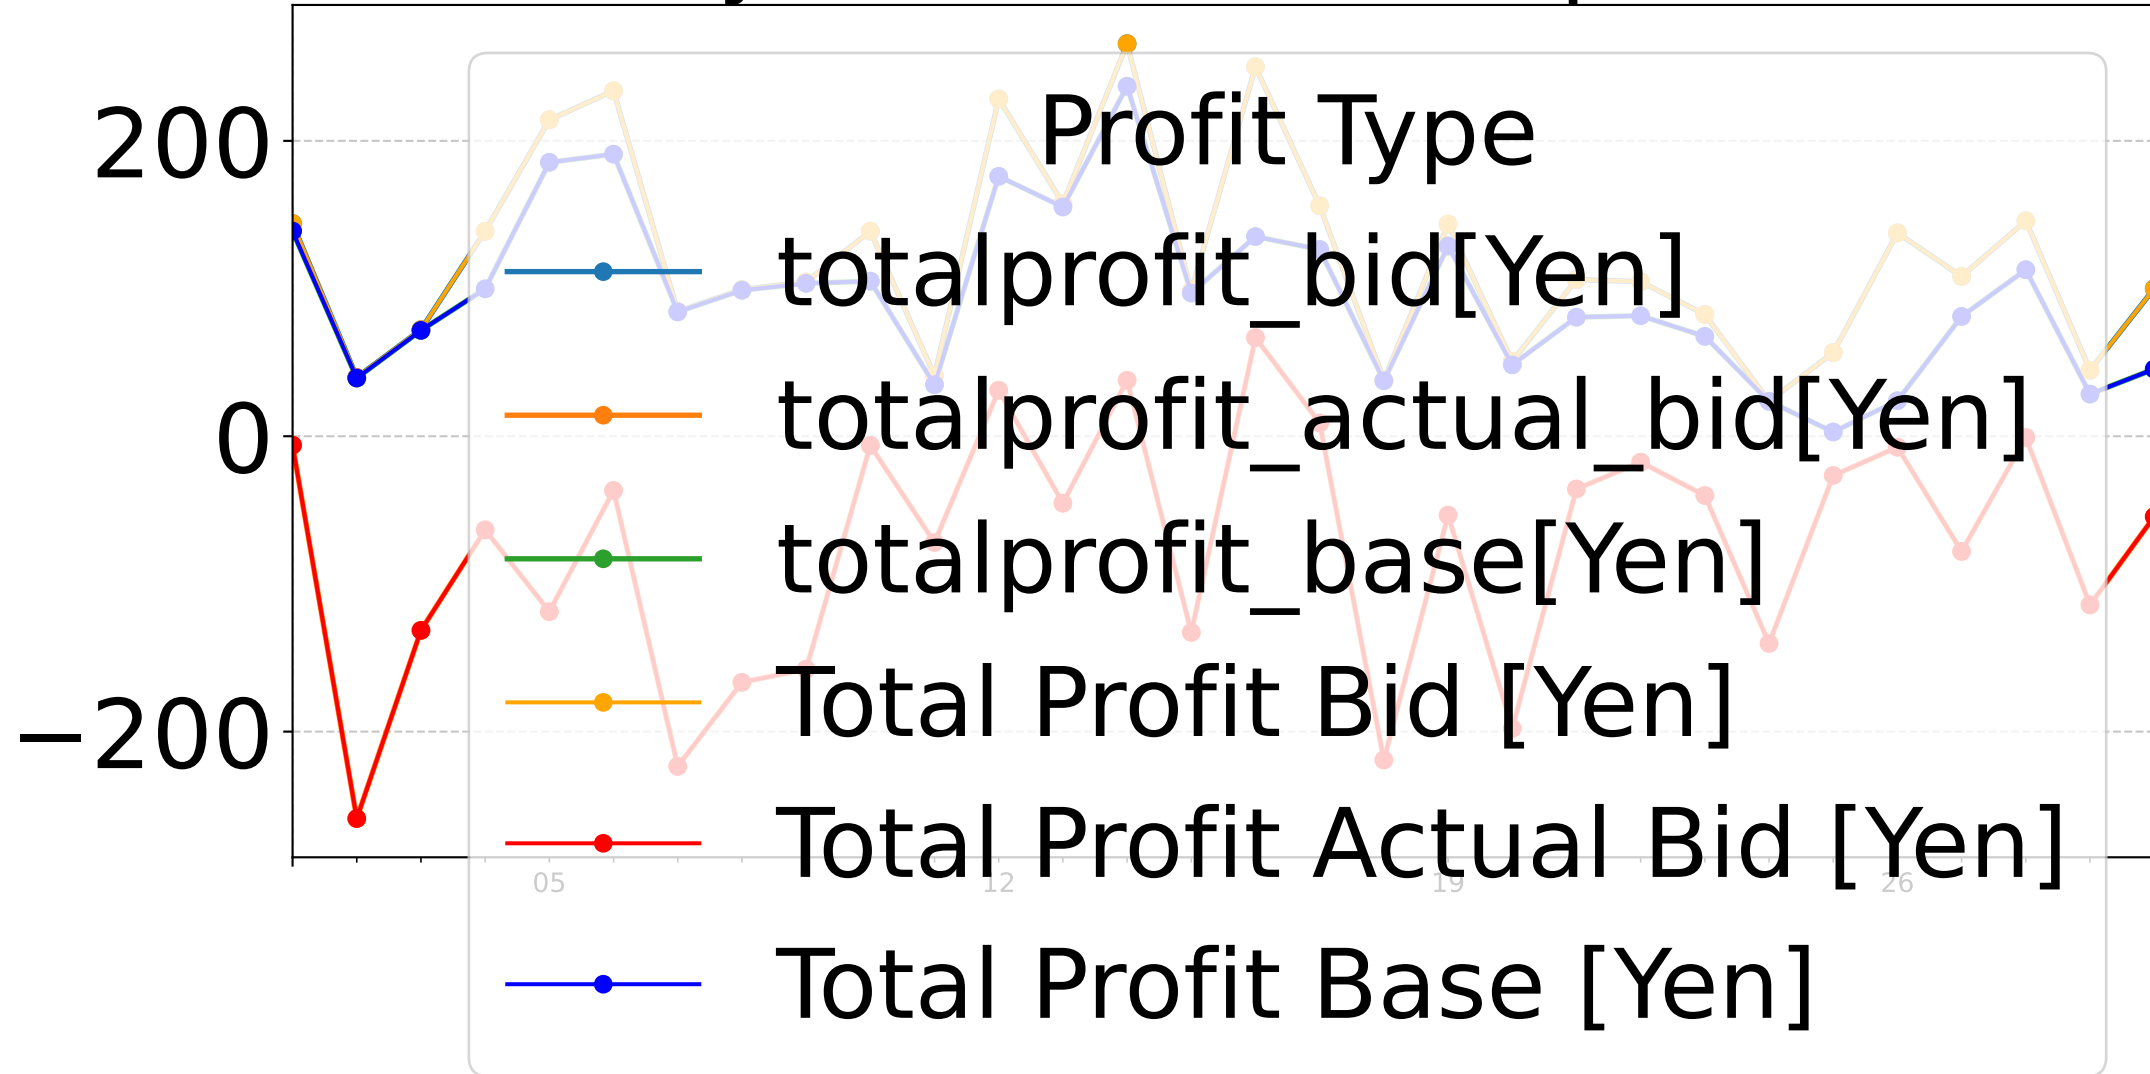 200
0
−200
Profit Type
totalprofit_bid[Yen]
totalprofit_actual_bid[Yen]
totalprofit_base[Yen]
Total Profit Bid [Yen]
Total Profit Actual Bid [Yen]
Total Profit Base [Yen]
05 12 19 26